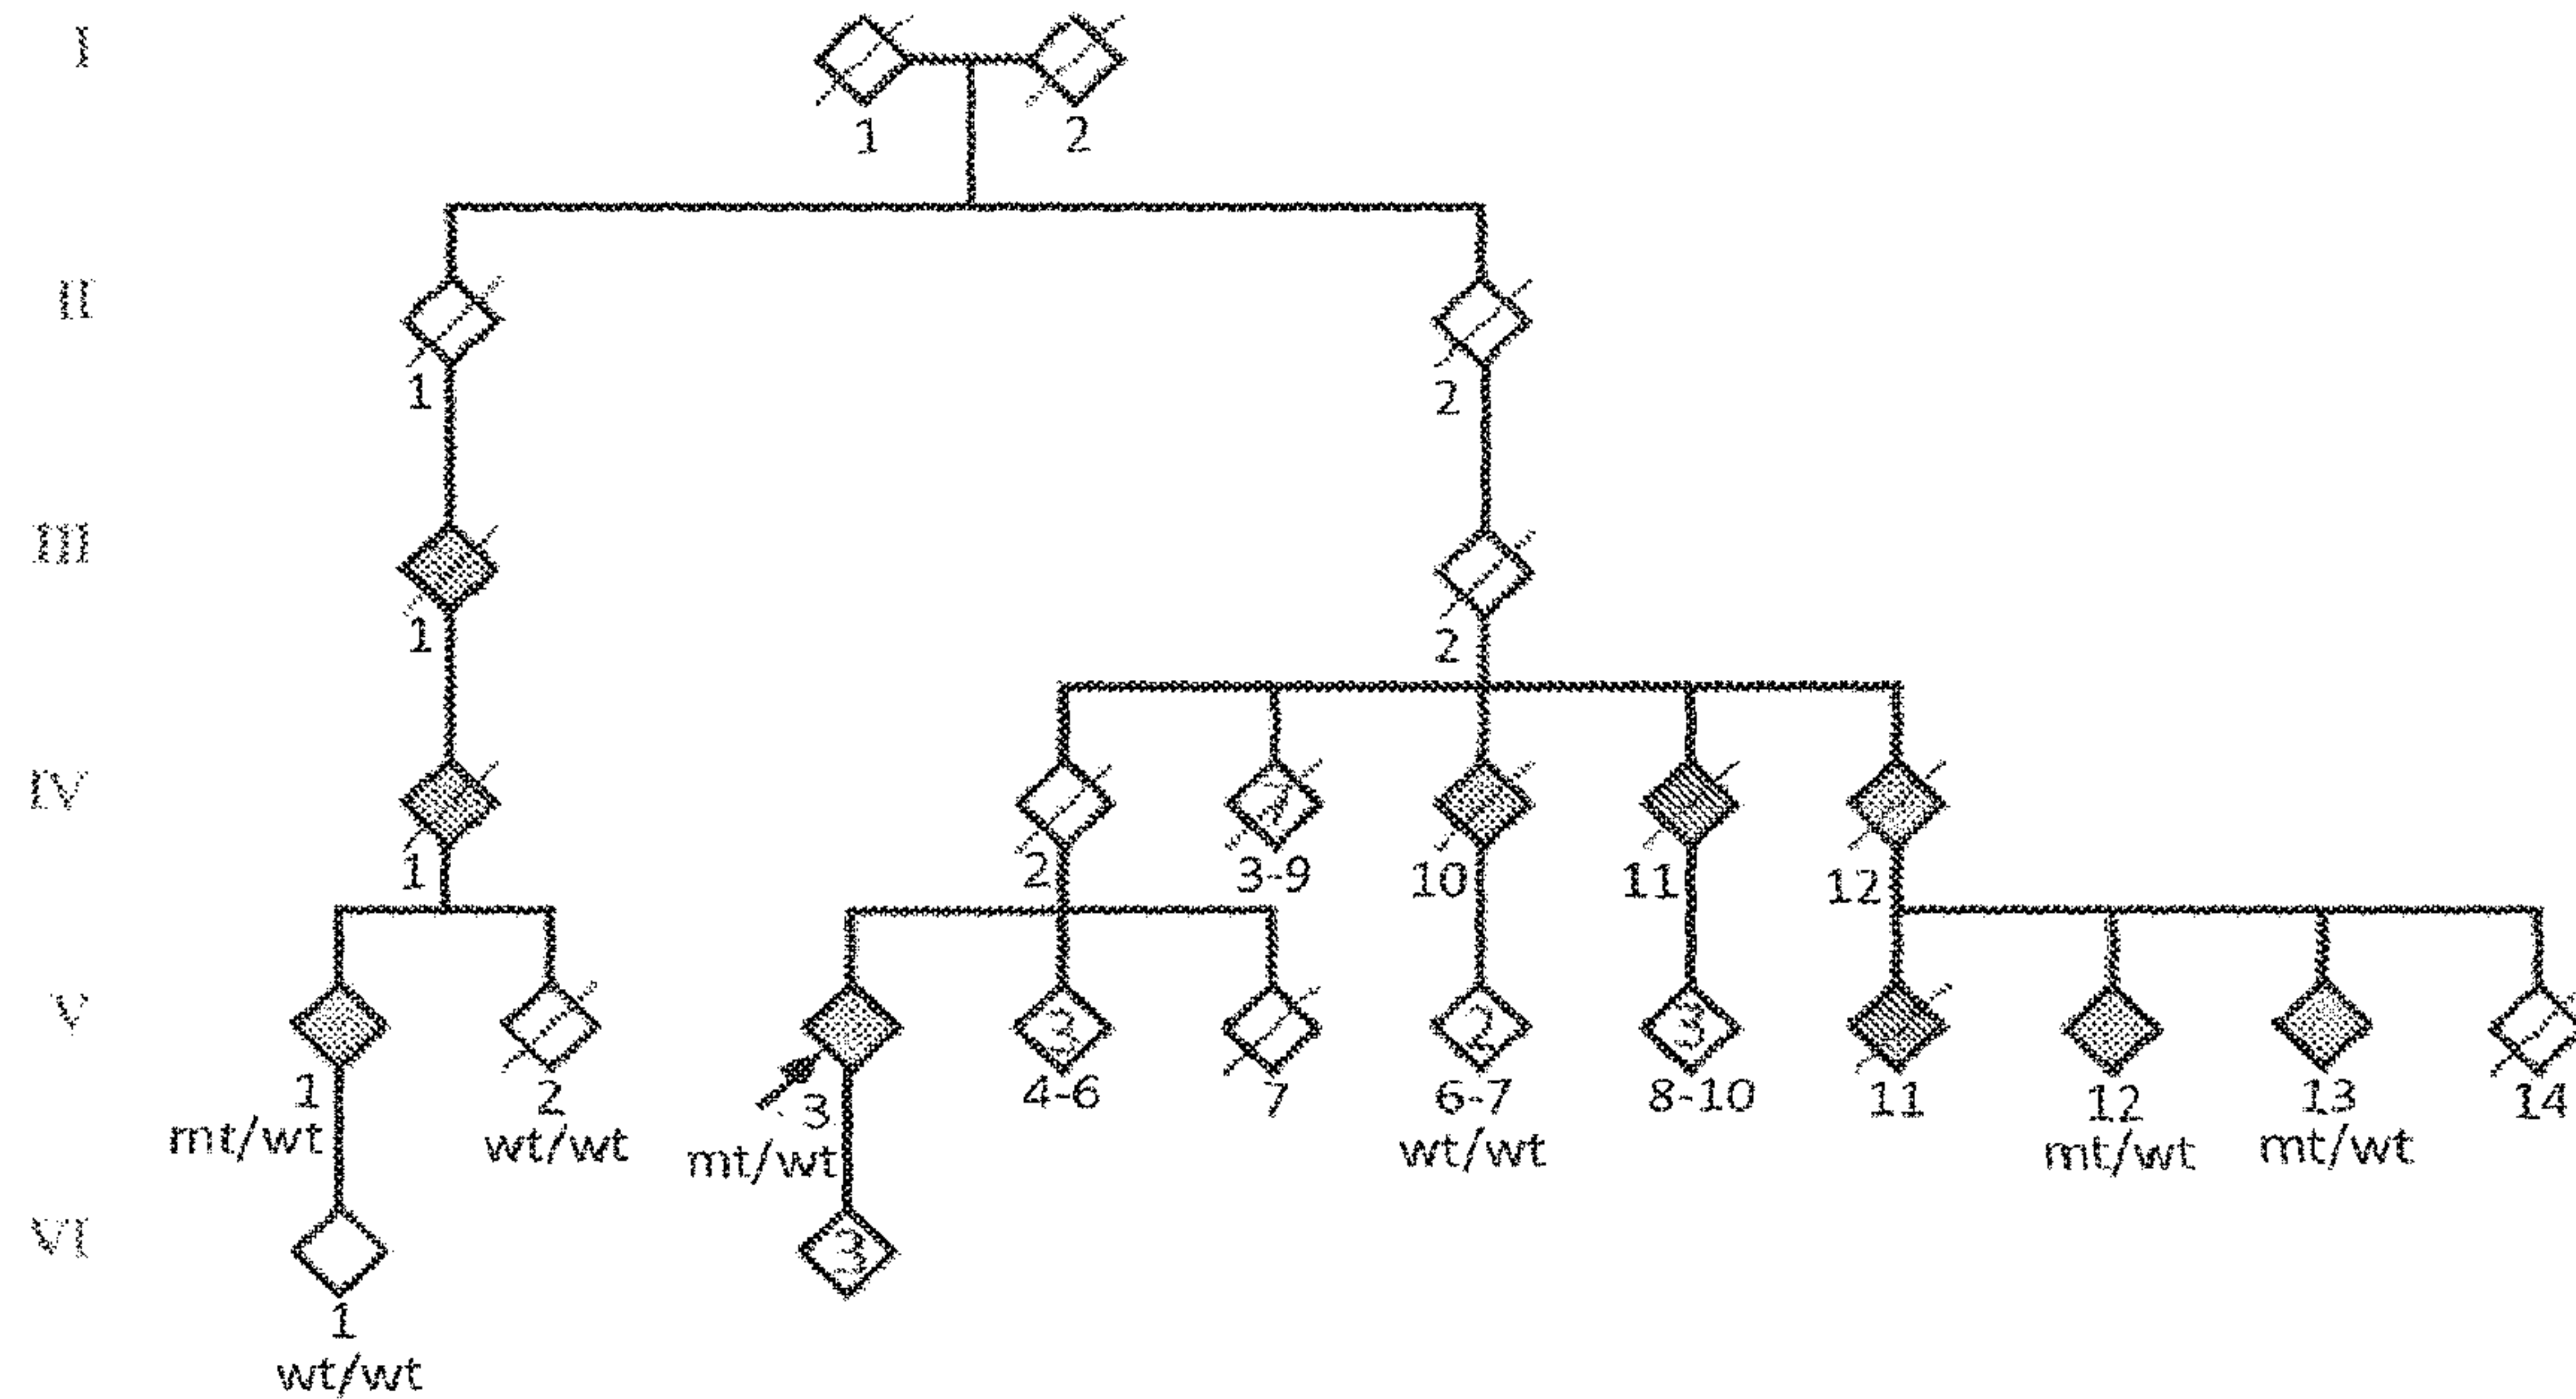 I
1 2
II
1 2
III
1 2
IV
7
1 2 3-9 10 11 12
V
3 2 3
1 2 3 4-6 7 6-7 8-10 11 12 13 14
mt/wt wt/wt mt/wt wt/wt mt/wt mt/wt
VI
3
1
wt/wt